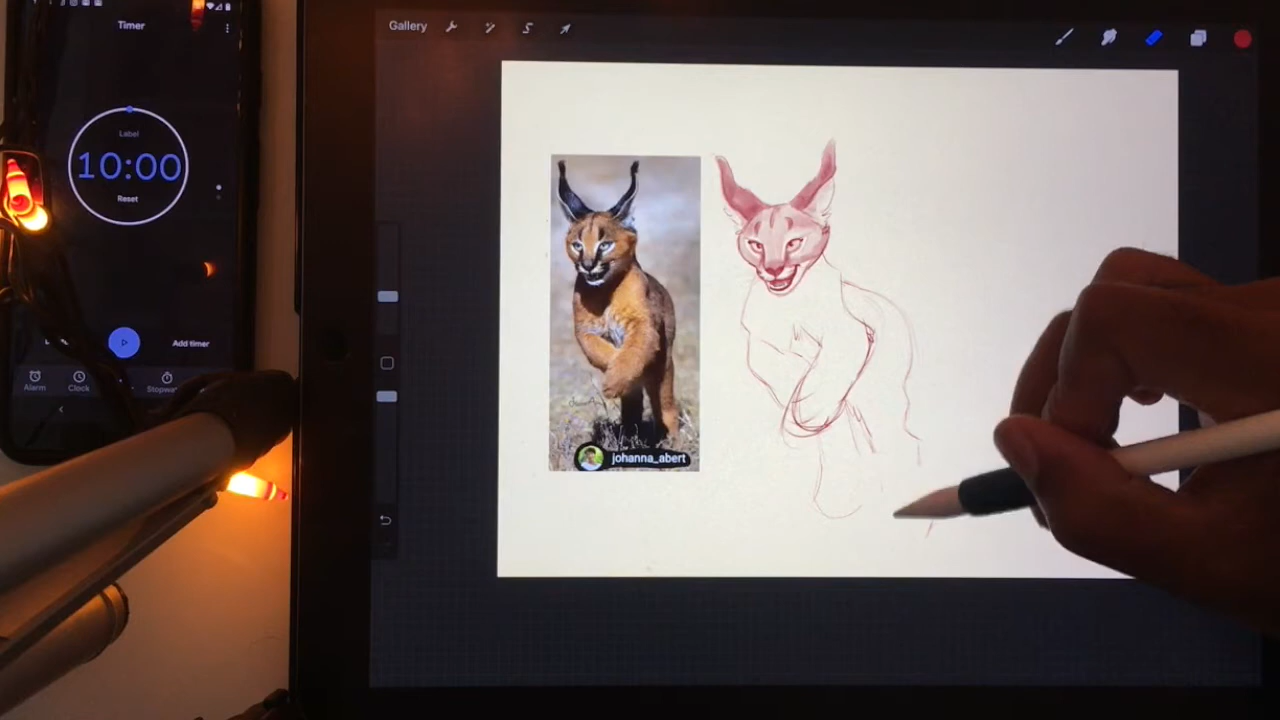 Timer
Label
10:00
Reset
Add timer
Alarm
Clock
Gallery
johanna_abert